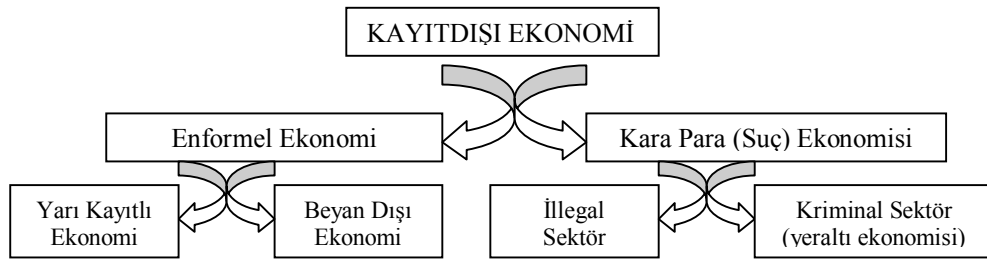 KAYITDIŞI EKONOMİ
Enformel Ekonomi
Kara Para (Suç) Ekonomisi
Yarı Kayıtlı
Ekonomi
Beyan Dışı
Ekonomi
İllegal
Sektör
Kriminal Sektör
(yeraltı ekonomisi)